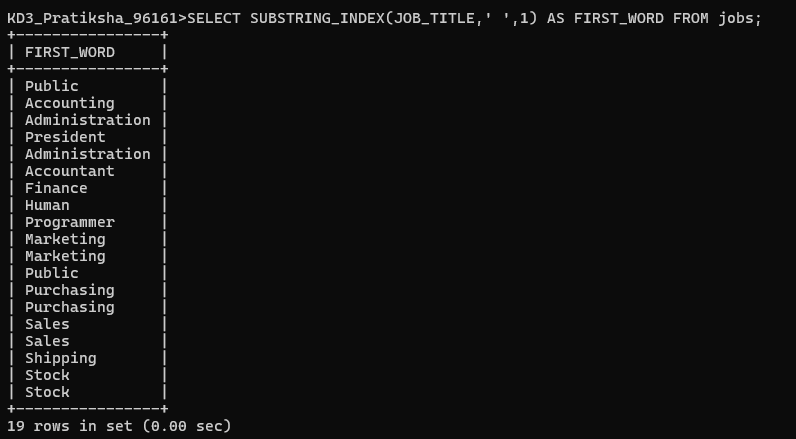 KD3_Pratiksha_96161>SELECT SUBSTRING_INDEX(JOB_TITLE,' ',1) AS FIRST_WORD FROM jobs;
+----------------+
| FIRST_WORD     |
+----------------+
| Public         |
| Accounting     |
| Administration |
| President      |
| Administration |
| Accountant     |
| Finance        |
| Human          |
| Programmer     |
| Marketing      |
| Marketing      |
| Public         |
| Purchasing     |
| Purchasing     |
| Sales          |
| Sales          |
| Shipping       |
| Stock          |
| Stock          |
+----------------+
19 rows in set (0.00 sec)